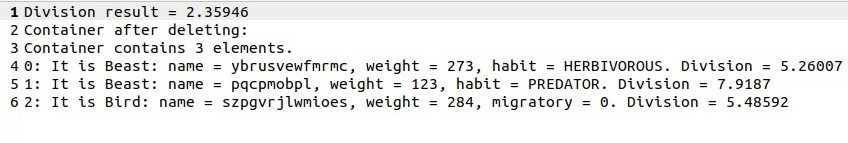 1 Division result = 2.35946
2 Container after deleting:
3 Container contains 3 elements.
4 0: It is Beast: name = ybrusvewfmrmc, weight = 273, habit = HERBIVOROUS. Division = 5.26007
5 1: It is Beast: name = pqcpmobpl, weight = 123, habit = PREDATOR. Division = 7.9187
6 2: It is Bird: name = szpgvrjlwmioes, weight = 284, migratory = 0. Division = 5.48592